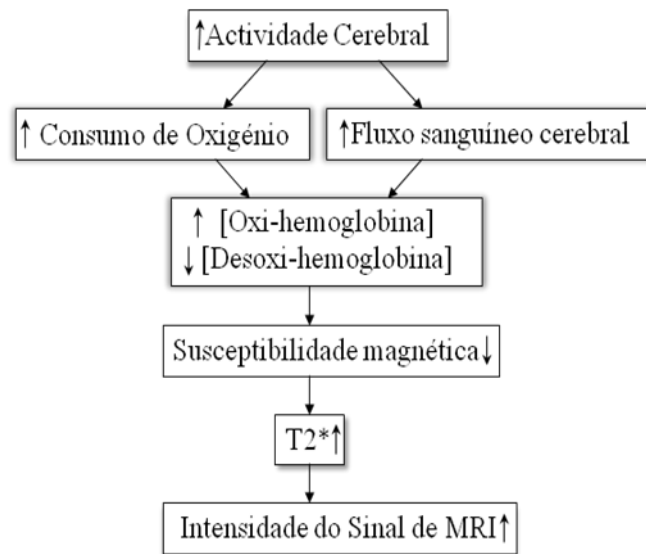 ↑Actividade Cerebral
↑ Consumo de Oxigénio
↑Fluxo sanguíneo cerebral
↑ [Oxi-hemoglobina]
↓[Desoxi-hemoglobina]
Susceptibilidade magnética↓
T2*↑
Intensidade do Sinal de MRI↑